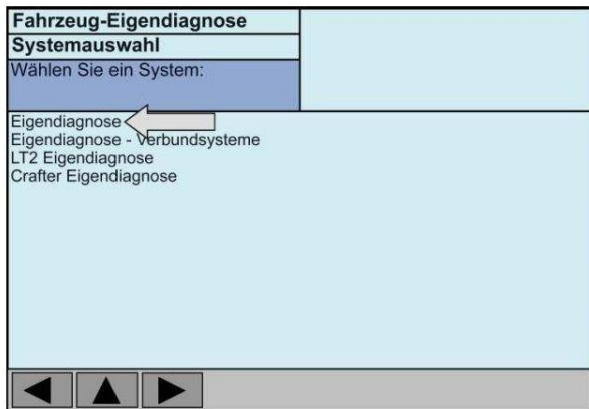 Fahrzeug-Eigendiagnose
Systemauswahl
Wählen Sie ein System:
Eigendiagnose
Eigendiagnose - Verbundsysteme
LT2 Eigendiagnose
Crafter Eigendiagnose